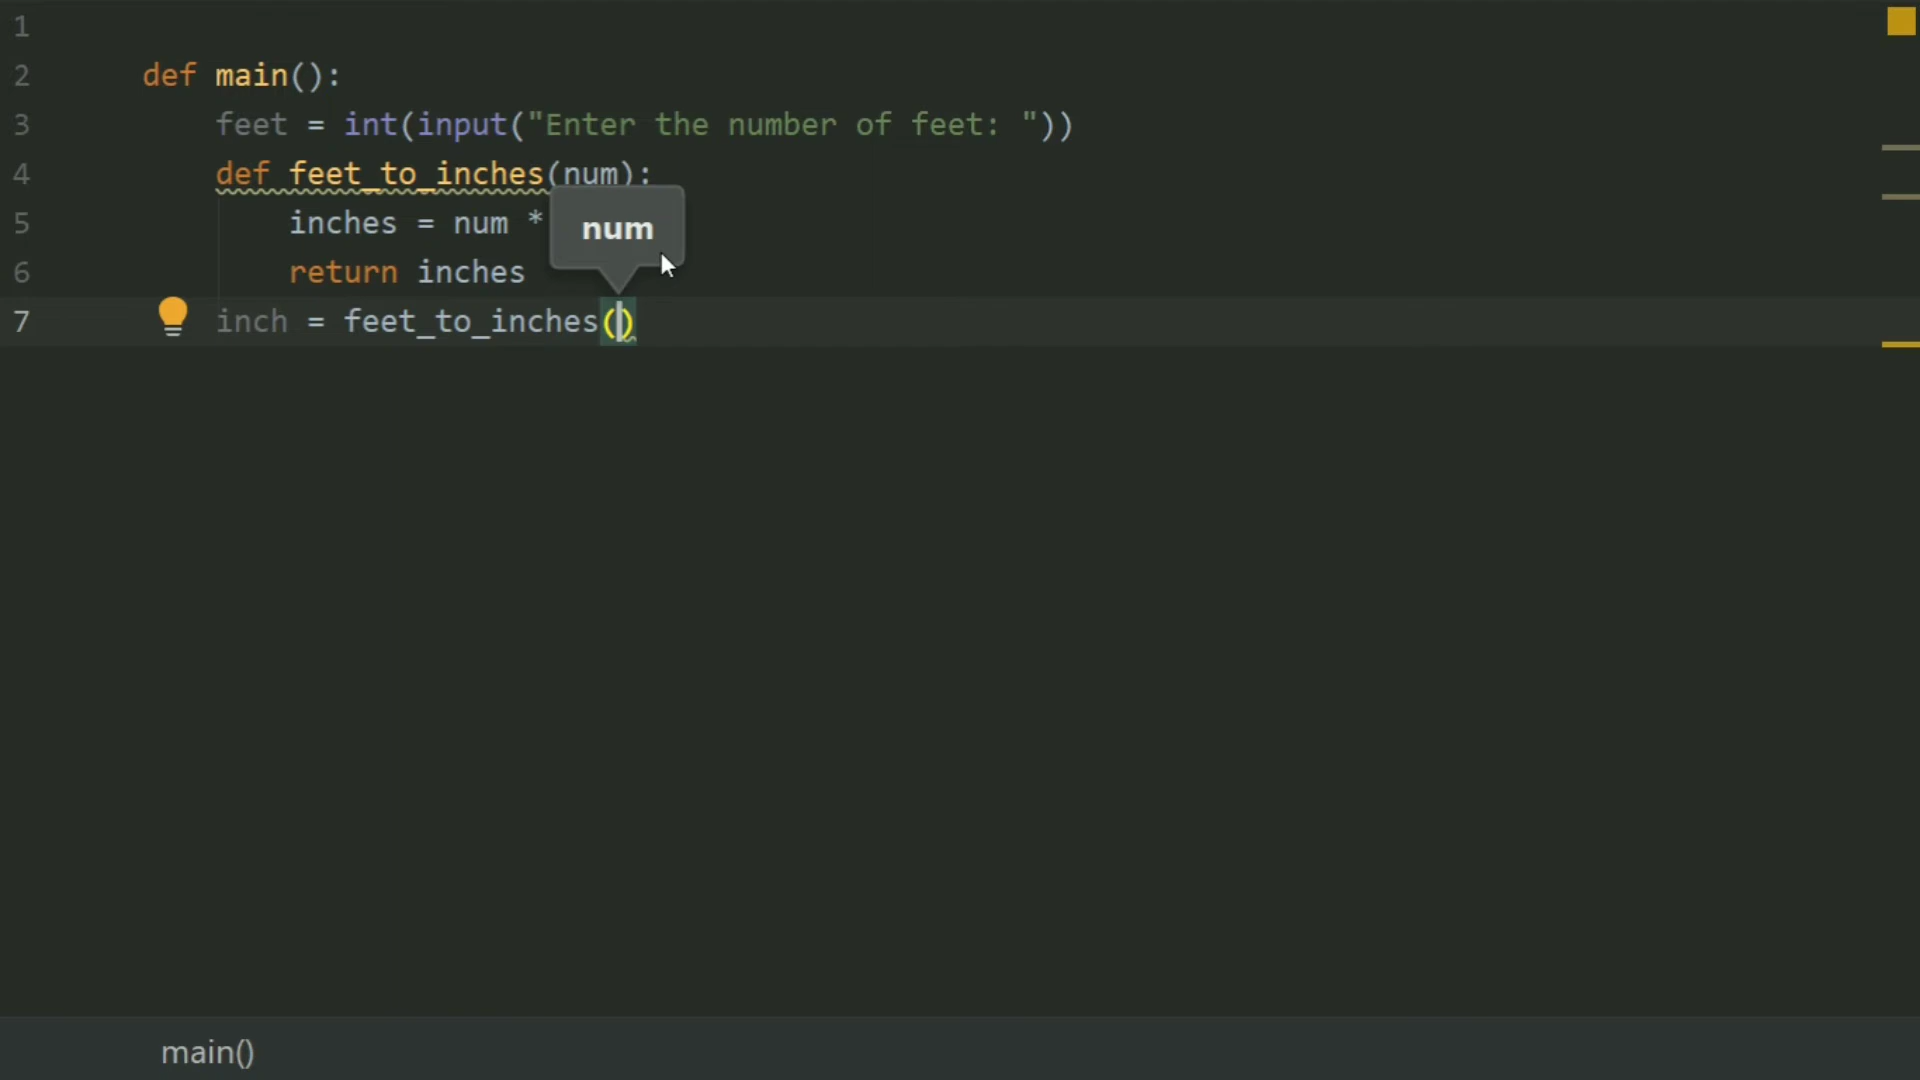 1
2 def main():
3 feet = int(input("Enter the number of feet: "))
4 def feet_to_inches(num):
5 inches = num *
num
6 return inches
7 inch = feet_to_inches()
main()